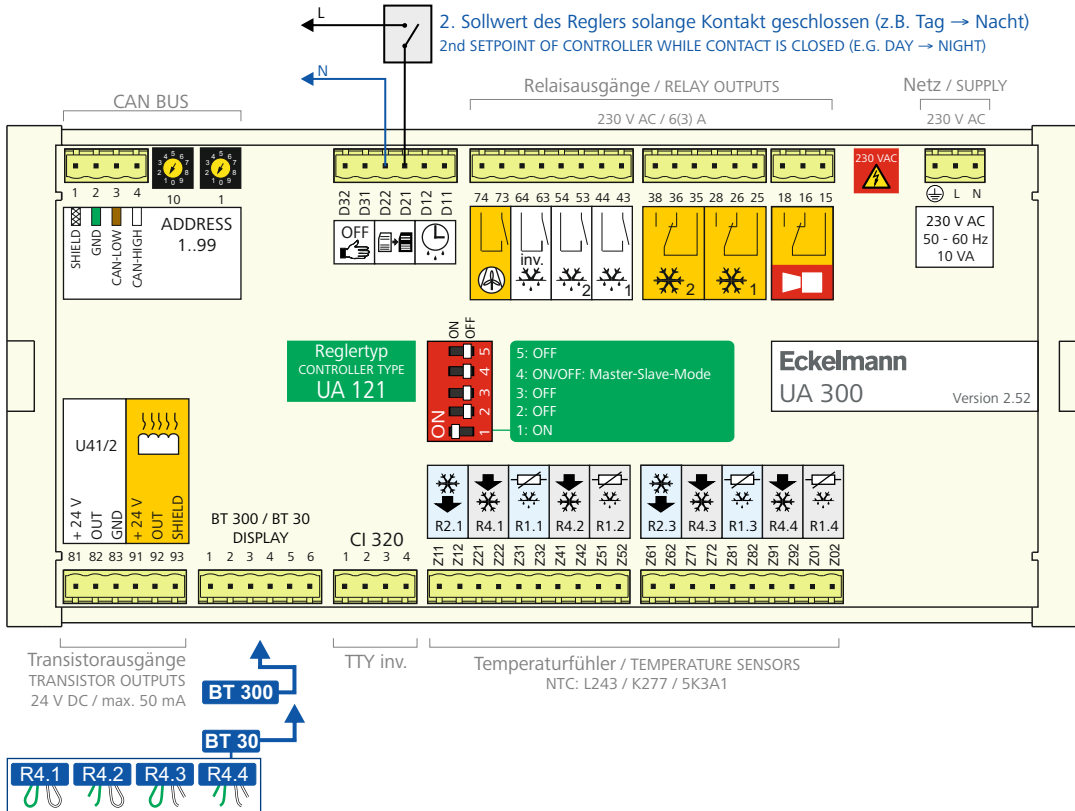 L
2. Sollwert des Reglers solange Kontakt geschlossen (z.B. Tag → Nacht)
2nd SETPOINT OF CONTROLLER WHILE CONTACT IS CLOSED (E.G. DAY → NIGHT)
N
CAN BUS
Relaisausgänge / RELAY OUTPUTS
230 V AC / 6(3) A
Netz / SUPPLY
230 V AC
1 2 3 4
10
1
SHIELD
GND
CAN-LOW
CAN-HIGH
ADDRESS
1..99
D32
D31
D22
D21
D12
D11
OFF
74 73 64 63 54 53 44 43
inv.
2
1
38 36 35 28 26 25
2
1
18 16 15
230 VAC
L N
230 V AC
50 - 60 Hz
10 VA
Reglertyp
CONTROLLER TYPE
UA 121
ON
OFF
5
4
3
2
1
ON
5: OFF
4: ON/OFF: Master-Slave-Mode
3: OFF
2: OFF
1: ON
Eckelmann
UA 300
Version 2.52
U41/2
+ 24 V
OUT
GND
+ 24 V
OUT
SHIELD
81 82 83 91 92 93
BT 300 / BT 30
DISPLAY
1 2 3 4 5 6
CI 320
1 2 3 4
R2.1 R4.1 R1.1 R4.2 R1.2
Z11
Z12
Z21
Z22
Z31
Z32
Z41
Z42
Z51
Z52
R2.3 R4.3 R1.3 R4.4 R1.4
Z61
Z62
Z71
Z72
Z81
Z82
Z91
Z92
Z01
Z02
Transistorausgänge
TRANSISTOR OUTPUTS
24 V DC / max. 50 mA
TTY inv.
Temperaturfühler / TEMPERATURE SENSORS
NTC: L243 / K277 / 5K3A1
BT 300
BT 30
R4.1 R4.2 R4.3 R4.4